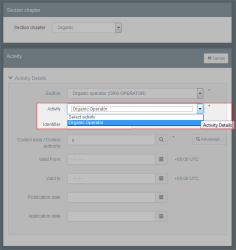 Section chapter
Section chapter Organic
Activity
Cancel
Activity Details
Section Organic operator (ORG-OPERATOR) *
Activity Organic Operator *
Select activity
Organic Operator
Identifier Activity Details
Control body / Control authority * Advanced
Valid From +00:00 UTC
Valid to +00:00 UTC
Publication date
Application date